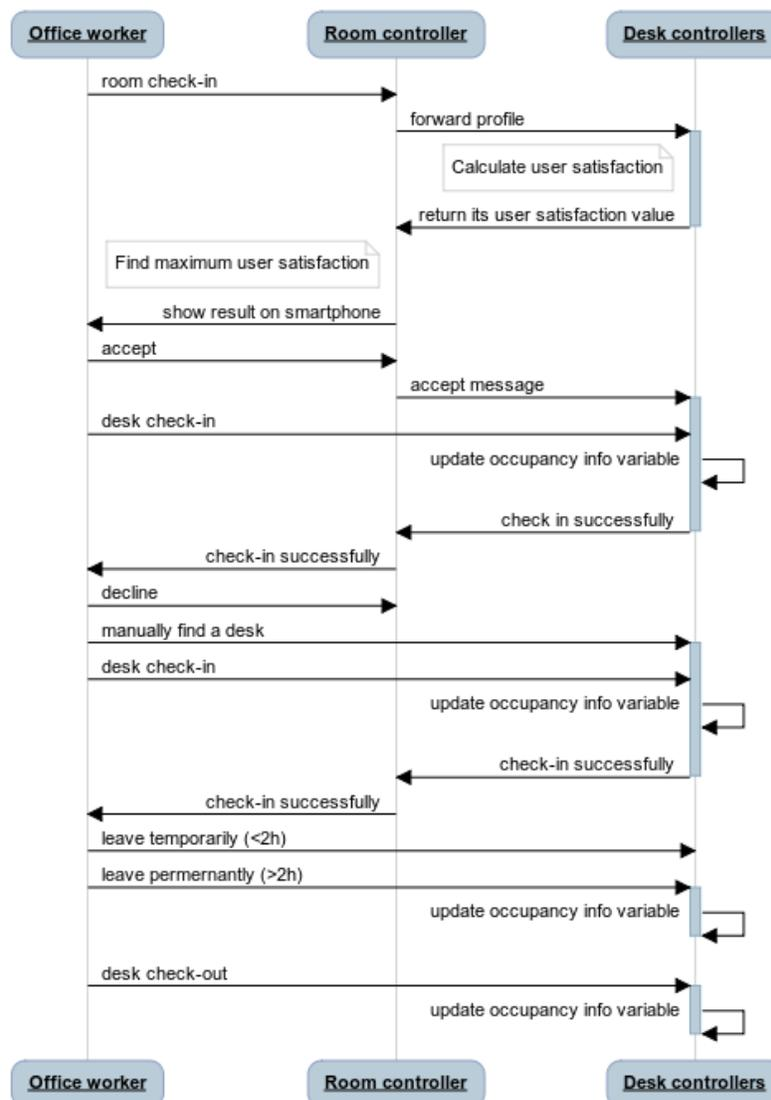 Office worker Room controller Desk controllers
room check-in
forward profile
Calculate user satisfaction
return its user satisfaction value
Find maximum user satisfaction
show result on smartphone
accept
accept message
desk check-in
update occupancy info variable
check in successfully
check-in successfully
decline
manually find a desk
desk check-in
update occupancy info variable
check-in successfully
check-in successfully
leave temporarily (<2h)
leave permernantly (>2h)
update occupancy info variable
desk check-out
update occupancy info variable
Office worker Room controller Desk controllers